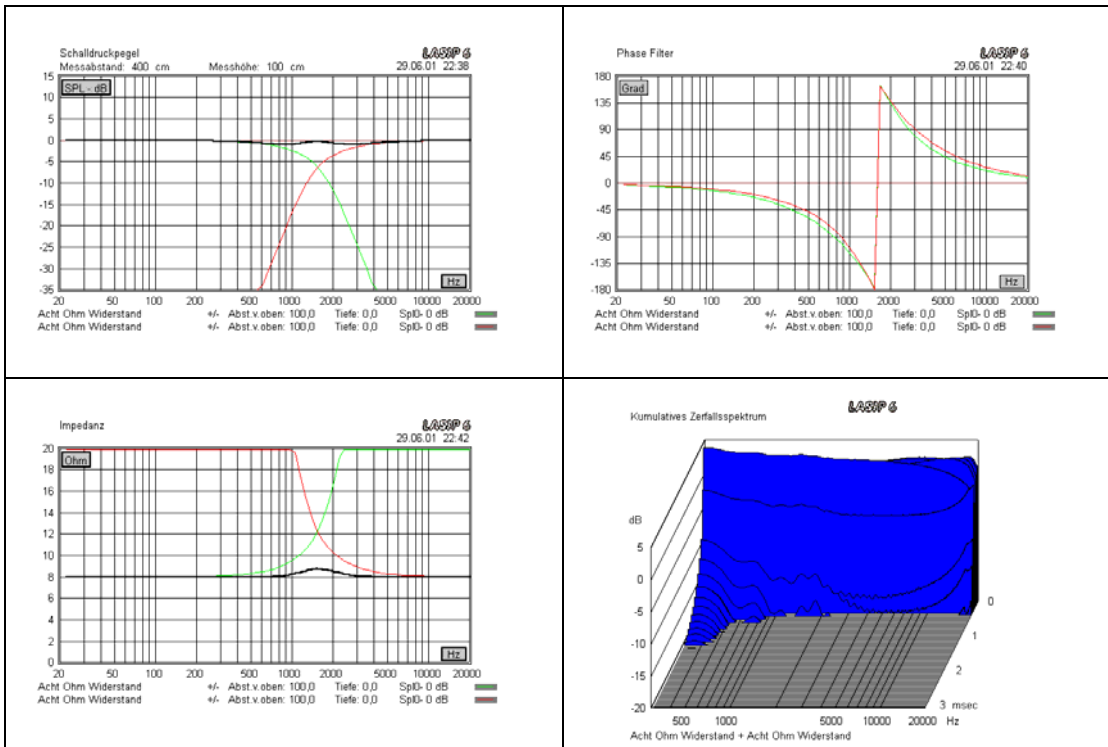 Schalldruckpegel
LASIP 6
Messabstand: 400 cm Messhöhe: 100 cm 29.06.01 22:38
SPL - dB
15
10
5
0
-5
-10
-15
-20
-25
-30
-35
Hz
20 50 100 200 500 1000 2000 5000 10000 20000
Acht Ohm Widerstand +/- Abst.v.oben: 100,0 Tiefe: 0,0 Spl0- 0 dB
Acht Ohm Widerstand +/- Abst.v.oben: 100,0 Tiefe: 0,0 Spl0- 0 dB
Phase Filter
LASIP 6
29.06.01 22:40
Grad
180
135
90
45
0
-45
-90
-135
-180
Hz
20 50 100 200 500 1000 2000 5000 10000 20000
Acht Ohm Widerstand +/- Abst.v.oben: 100,0 Tiefe: 0,0 Spl0- 0 dB
Acht Ohm Widerstand +/- Abst.v.oben: 100,0 Tiefe: 0,0 Spl0- 0 dB
Impedanz
LASIP 6
29.06.01 22:42
Ohm
20
18
16
14
12
10
8
6
4
2
0
Hz
20 50 100 200 500 1000 2000 5000 10000 20000
Acht Ohm Widerstand +/- Abst.v.oben: 100,0 Tiefe: 0,0 Spl0- 0 dB
Acht Ohm Widerstand +/- Abst.v.oben: 100,0 Tiefe: 0,0 Spl0- 0 dB
LASIP 6
Kumulatives Zerfallsspektrum
dB
5
0
-5
-10
-15
-20
0
1
2
3 msec
500 1000 5000 10000 20000 Hz
Acht Ohm Widerstand + Acht Ohm Widerstand